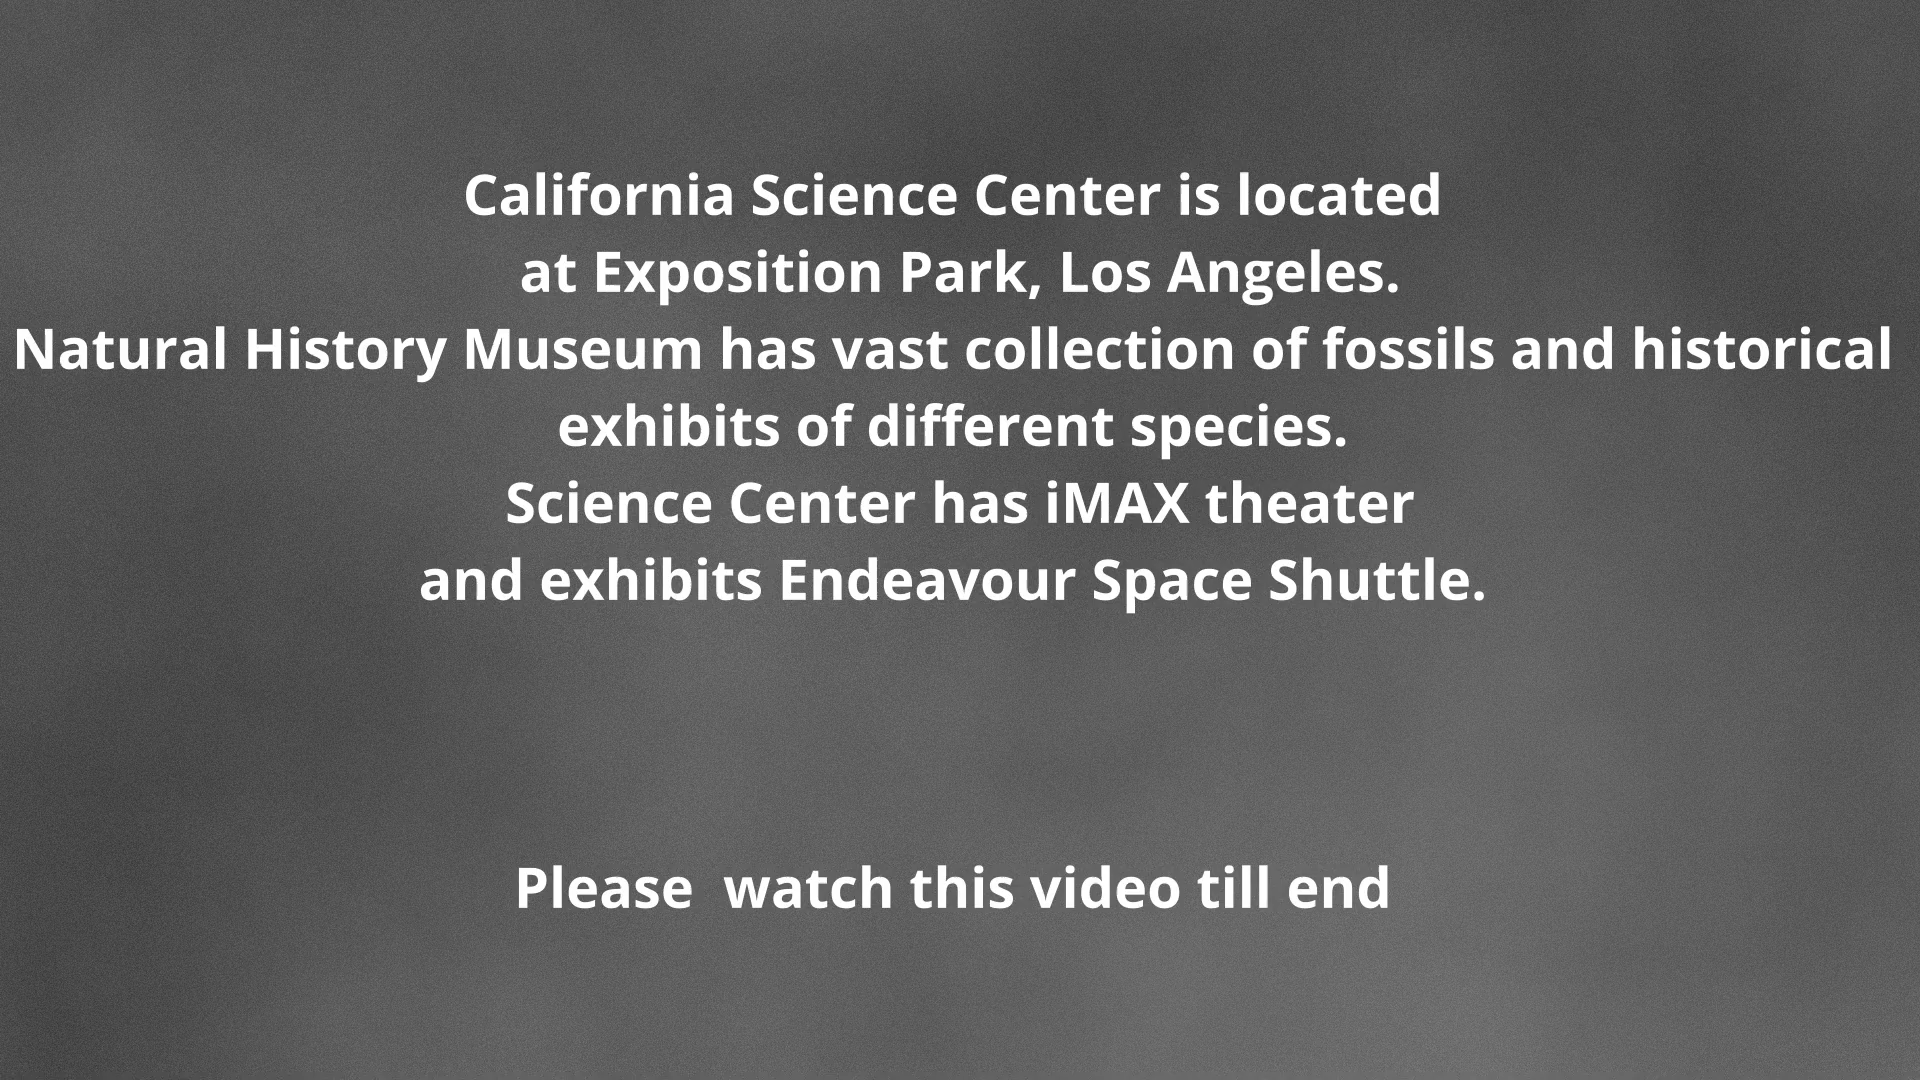 California Science Center is located
at Exposition Park, Los Angeles.
Natural History Museum has vast collection of fossils and historical
exhibits of different species.
Science Center has iMAX theater
and exhibits Endeavour Space Shuttle.
Please  watch this video till end